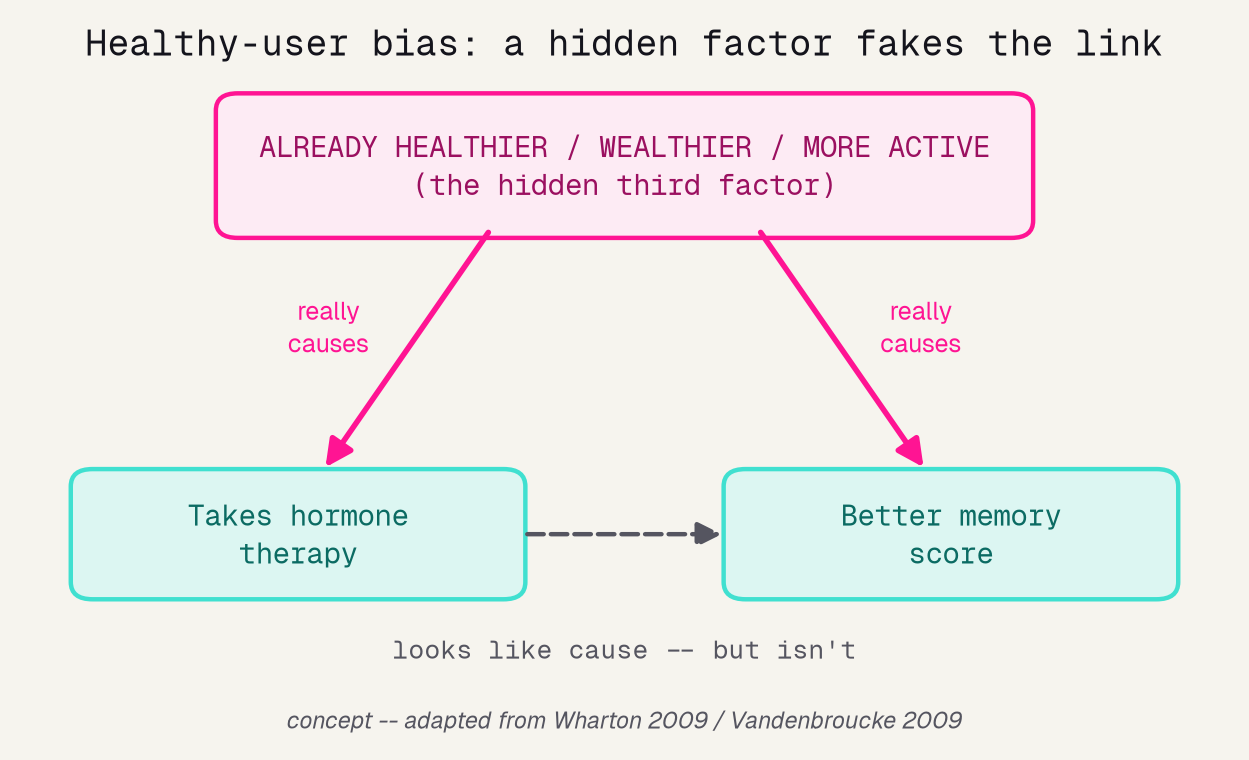 Healthy-user bias: a hidden factor fakes the link
ALREADY HEALTHIER / WEALTHIER / MORE ACTIVE
(the hidden third factor)
really
causes
really
causes
Takes hormone
therapy
Better memory
score
looks like cause -- but isn't
concept -- adapted from Wharton 2009 / Vandenbroucke 2009